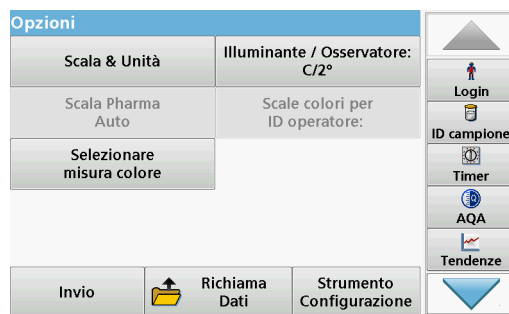 Opzioni
Scala & Unità
Illuminante / Osservatore:
C/2°
Scala Pharma
Auto
Scale colori per
ID operatore:
Selezionare
misura colore
Invio
Richiama
Dati
Strumento
Configurazione
Login
ID campione
Timer
AQA
Tendenze